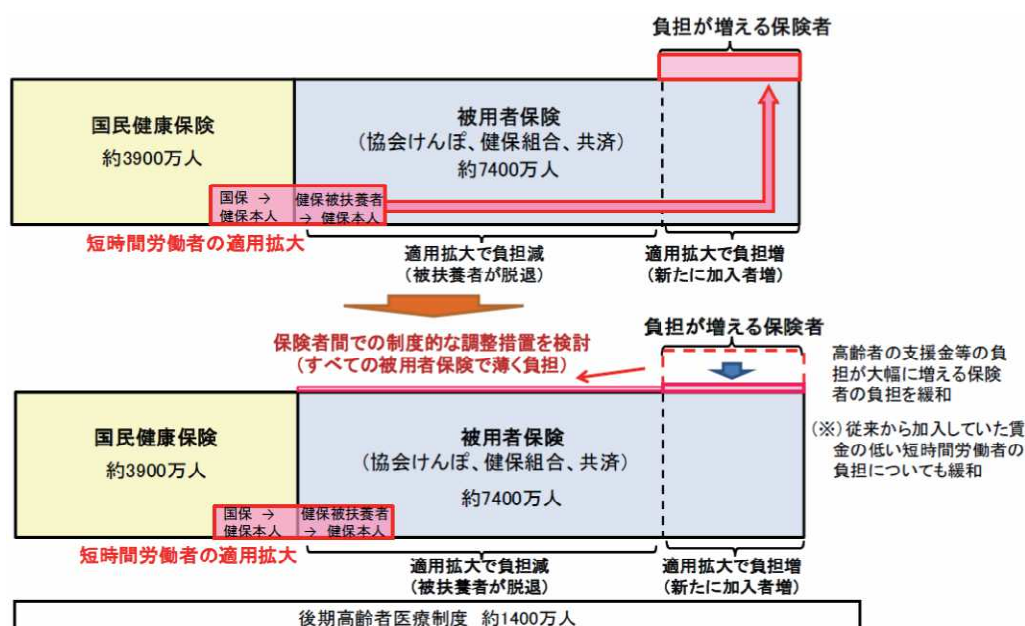 負担が増える保険者
国民健康保険
約3900万人
被用者保険
（協会けんぽ、健保組合、共済）
約7400万人
国保 →
健保本人
健保被扶養者
→ 健保本人
短時間労働者の適用拡大
適用拡大で負担減
（被扶養者が脱退）
適用拡大で負担増
（新たに加入者増）
保険者間での制度的な調整措置を検討
（すべての被用者保険で薄く負担）
負担が増える保険者
高齢者の支援金等の負
担が大幅に増える保険
者の負担を緩和
（※）従来から加入していた賃
金の低い短時間労働者の
負担についても緩和
国民健康保険
約3900万人
被用者保険
（協会けんぽ、健保組合、共済）
約7400万人
国保 →
健保本人
健保被扶養者
→ 健保本人
短時間労働者の適用拡大
適用拡大で負担減
（被扶養者が脱退）
適用拡大で負担増
（新たに加入者増）
後期高齢者医療制度 約1400万人